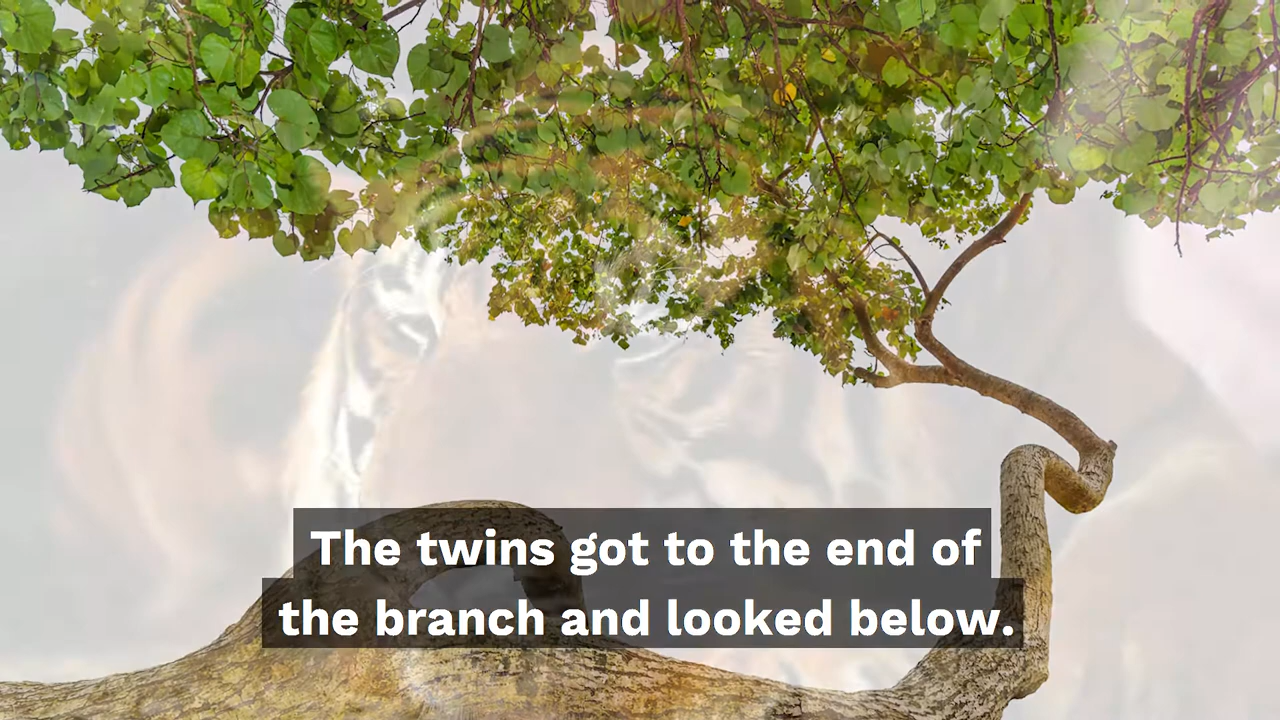 The twins got to the end of
the branch and looked below.